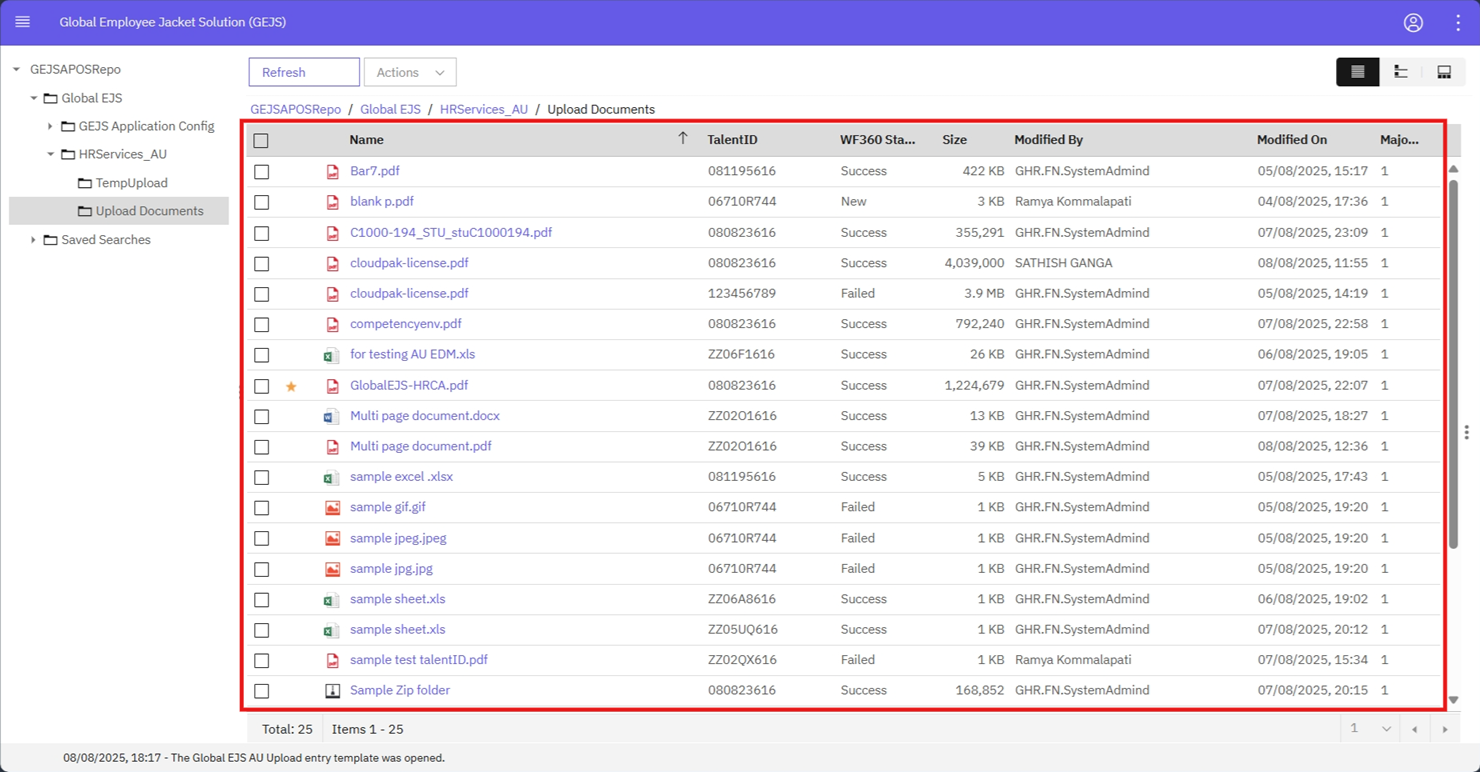 Global Employee Jacket Solution (GEJS)
GEJSAPOSRepo
Global EJS
GEJS Application Config
HRServices_AU
TempUpload
Upload Documents
Saved Searches
Refresh Actions
GEJSAPOSRepo / Global EJS / HRServices_AU / Upload Documents
Name TalentID WF360 Sta... Size Modified By Modified On Majo...
Bar7.pdf 081195616 Success 422 KB GHR.FN.SystemAdmind 05/08/2025, 15:17 1
blank p.pdf 06710R744 New 3 KB Ramya Kommalapati 04/08/2025, 17:36 1
C1000-194_STU_stuC1000194.pdf 080823616 Success 355,291 GHR.FN.SystemAdmind 07/08/2025, 23:09 1
cloudpak-license.pdf 080823616 Success 4,039,000 SATHISH GANGA 08/08/2025, 11:55 1
cloudpak-license.pdf 123456789 Failed 3.9 MB GHR.FN.SystemAdmind 05/08/2025, 14:19 1
competencyenv.pdf 080823616 Success 792,240 GHR.FN.SystemAdmind 07/08/2025, 22:58 1
for testing AU EDM.xls ZZ06F1616 Success 26 KB GHR.FN.SystemAdmind 06/08/2025, 19:05 1
GlobalEJS-HRCA.pdf 080823616 Success 1,224,679 GHR.FN.SystemAdmind 07/08/2025, 22:07 1
Multi page document.docx ZZ02O1616 Success 13 KB GHR.FN.SystemAdmind 07/08/2025, 18:27 1
Multi page document.pdf ZZ02O1616 Success 39 KB GHR.FN.SystemAdmind 08/08/2025, 12:36 1
sample excel .xlsx 081195616 Success 5 KB GHR.FN.SystemAdmind 05/08/2025, 17:43 1
sample gif.gif 06710R744 Failed 1 KB GHR.FN.SystemAdmind 05/08/2025, 19:20 1
sample jpeg.jpeg 06710R744 Failed 1 KB GHR.FN.SystemAdmind 05/08/2025, 19:20 1
sample jpg.jpg 06710R744 Failed 1 KB GHR.FN.SystemAdmind 05/08/2025, 19:20 1
sample sheet.xls ZZ06A8616 Success 1 KB GHR.FN.SystemAdmind 06/08/2025, 19:02 1
sample sheet.xls ZZ05UQ616 Success 1 KB GHR.FN.SystemAdmind 07/08/2025, 20:12 1
sample test talentID.pdf ZZ02QX616 Failed 1 KB Ramya Kommalapati 07/08/2025, 15:34 1
Sample Zip folder 080823616 Success 168,852 GHR.FN.SystemAdmind 07/08/2025, 20:15 1
Total: 25 Items 1 - 25 1
08/08/2025, 18:17 - The Global EJS AU Upload entry template was opened.